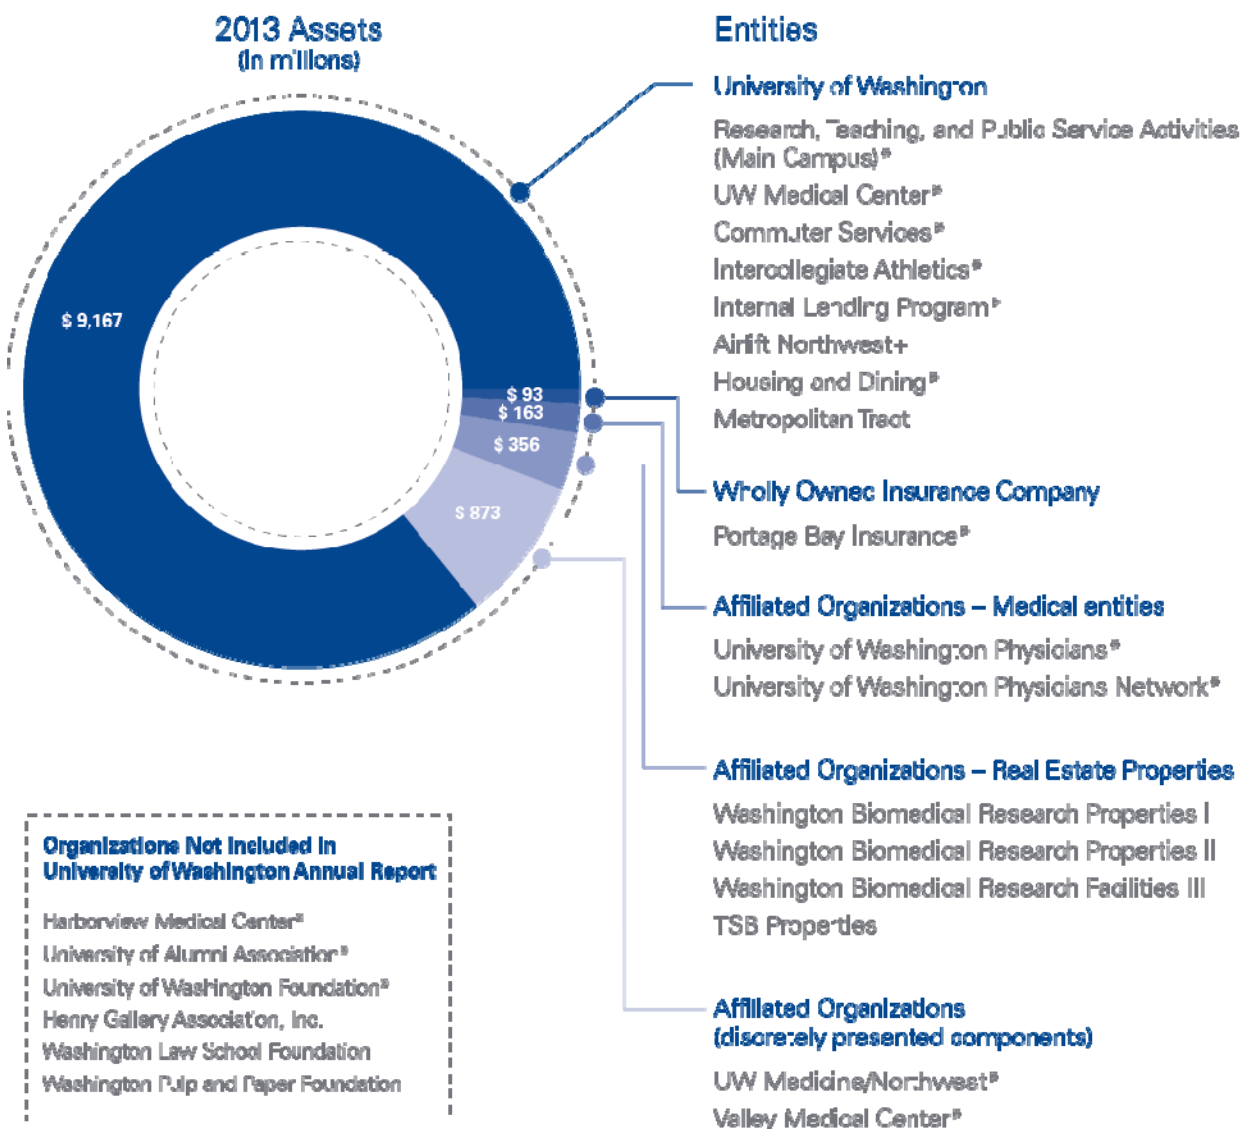 2013 Assets
(in millions)
$ 9,167
$ 93
$ 163
$ 356
$ 873
Entities
University of Washington
Research, Teaching, and Public Service Activities
(Main Campus)*
UW Medical Center*
Commuter Services*
Intercollegiate Athletics*
Internal Lending Program*
Airlift Northwest+
Housing and Dining*
Metropolitan Tract
Wholly Owned Insurance Company
Portage Bay Insurance*
Affiliated Organizations – Medical entities
University of Washington Physicians*
University of Washington Physicians Network*
Affiliated Organizations – Real Estate Properties
Washington Biomedical Research Properties I
Washington Biomedical Research Properties II
Washington Biomedical Research Facilities III
TSB Properties
Affiliated Organizations
(discretely presented components)
UW Medicine/Northwest*
Valley Medical Center*
Organizations Not Included in
University of Washington Annual Report
Harborview Medical Center*
University of Alumni Association*
University of Washington Foundation*
Henry Gallery Association, Inc.
Washington Law School Foundation
Washington Pulp and Paper Foundation